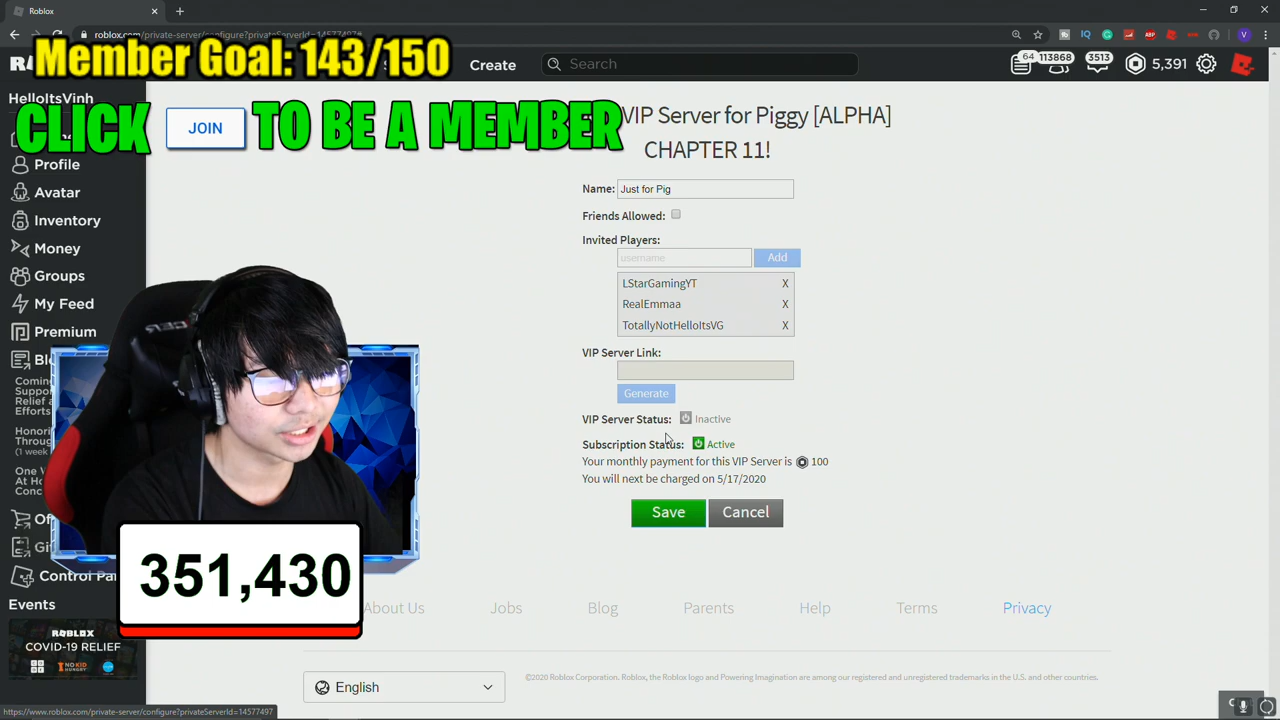 Roblox
roblox.com/private-server/configure?privateServerId=14577497#
Member Goal: 143/150
Create
Search
64
113868
3513
5,391
HelloItsVinh
CLICK JOIN TO BE A MEMBER
VIP Server for Piggy [ALPHA]
CHAPTER 11!
Profile
Avatar
Inventory
Money
Groups
My Feed
Premium
Name: Just for Pig
Friends Allowed:
Invited Players:
username Add
LStarGamingYT X
RealEmmaa X
TotallyNotHelloItsVG X
VIP Server Link:
Generate
VIP Server Status: Inactive
Subscription Status: Active
Your monthly payment for this VIP Server is 100
You will next be charged on 5/17/2020
Save Cancel
351,430
Events
ROBLOX
COVID-19 RELIEF
NO KID
HUNGRY
About Us
Jobs
Blog
Parents
Help
Terms
Privacy
English
©2020 Roblox Corporation. Roblox, the Roblox logo and Powering Imagination are among our registered and unregistered trademarks in the U.S. and other countries.
https://www.roblox.com/private-server/configure?privateServerId=14577497